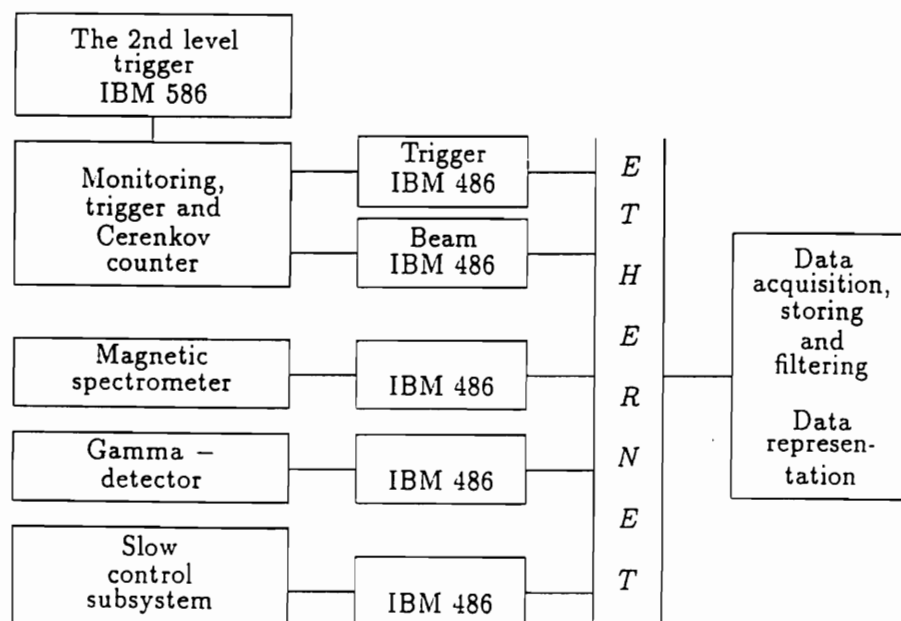 The 2nd level
trigger
IBM 586
Monitoring,
trigger and
Cerenkov
counter
Trigger
IBM 486
Beam
IBM 486
Magnetic
spectrometer
IBM 486
Gamma –
detector
IBM 486
Slow
control
subsystem
IBM 486
E
T
H
E
R
N
E
T
Data
acquisition,
storing
and
filtering
Data
represen-
tation